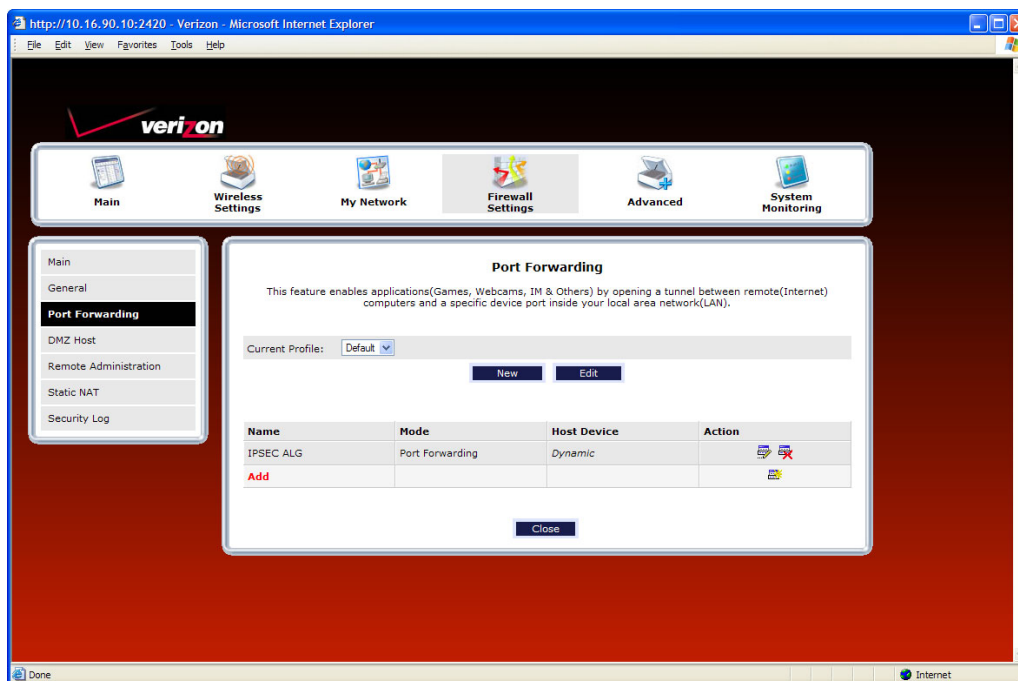 http://10.16.90.10:2420 - Verizon - Microsoft Internet Explorer
File Edit View Favorites Tools Help
verizon
Main
Wireless Settings
My Network
Firewall Settings
Advanced
System Monitoring
Main
General
Port Forwarding
DMZ Host
Remote Administration
Static NAT
Security Log
Port Forwarding
This feature enables applications(Games, Webcams, IM & Others) by opening a tunnel between remote(Internet)
computers and a specific device port inside your local area network(LAN).
Current Profile: Default
New Edit
Name Mode Host Device Action
IPSEC ALG Port Forwarding Dynamic
Add
Close
Done Internet